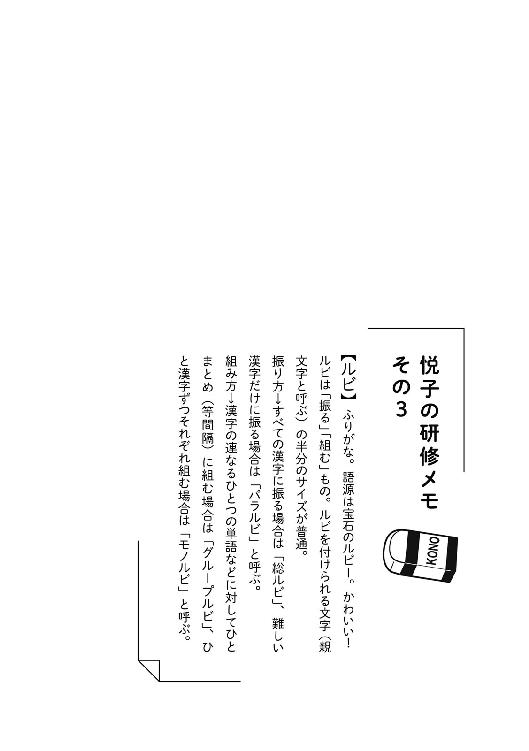 悦子の研修メモ
その3
KONO
【ルビ】 ふりがな。語源は宝石のルビー。かわいい!
ルビは「振る」「組む」もの。ルビを付けられる文字（親
文字と呼ぶ）の半分のサイズが普通。
振り方→すべての漢字に振る場合は「総ルビ」、難しい
漢字だけに振る場合は「パラルビ」と呼ぶ。
組み方→漢字の連なるひとつの単語などに対してひと
まとめ（等間隔）に組む場合は「グループルビ」、ひ
と漢字ずつそれぞれ組む場合は「モノルビ」と呼ぶ。